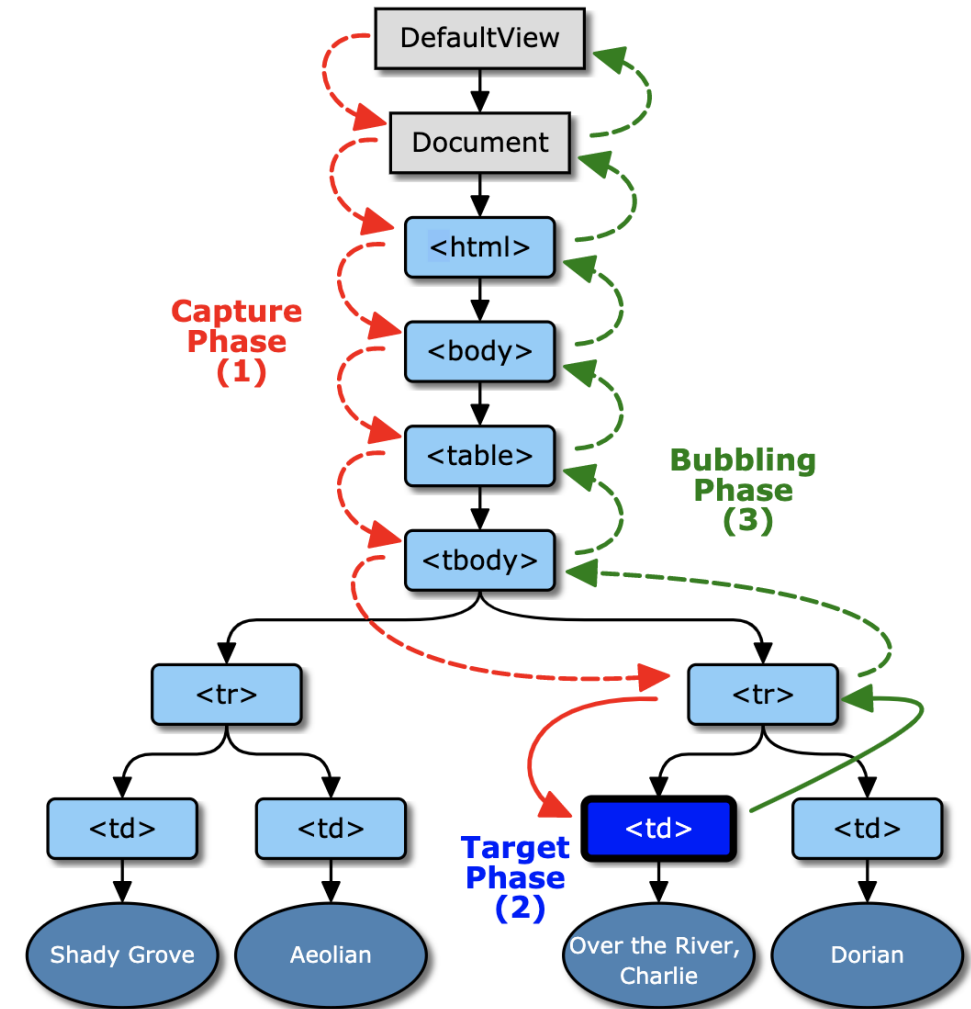 DefaultView
Document
<html>
Capture
Phase
(1)
<body>
<table>
Bubbling
Phase
(3)
<tbody>
<tr>
<tr>
<td>
<td>
<td>
<td>
Target
Phase
(2)
Shady Grove
Aeolian
Over the River,
Charlie
Dorian